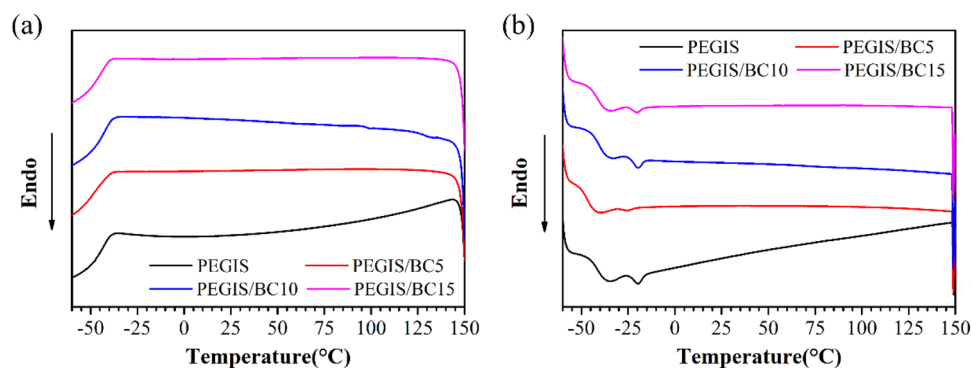 (a)
Endo
PEGIS PEGIS/BC5
PEGIS/BC10 PEGIS/BC15
-50 -25 0 25 50 75 100 125 150
Temperature(°C)
(b)
PEGIS PEGIS/BC5
PEGIS/BC10 PEGIS/BC15
Endo
-50 -25 0 25 50 75 100 125 150
Temperature(°C)